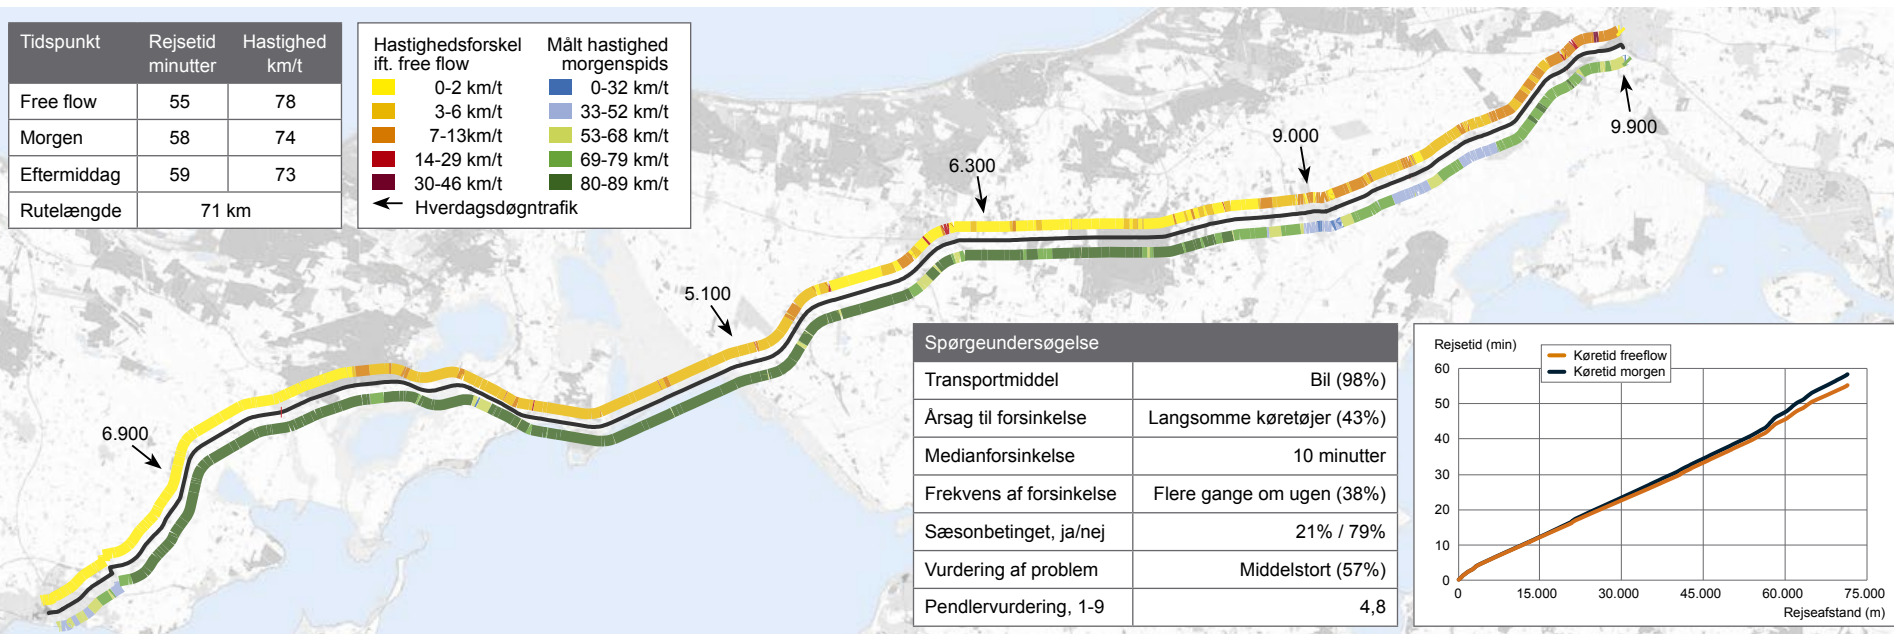 Tidspunkt Rejsetid minutter Hastighed km/t
Free flow 55 78
Morgen 58 74
Eftermiddag 59 73
Rutelængde 71 km
Hastighedsforskel ift. free flow
0-2 km/t
3-6 km/t
7-13km/t
14-29 km/t
30-46 km/t
Målt hastighed morgenspids
0-32 km/t
33-52 km/t
53-68 km/t
69-79 km/t
80-89 km/t
Hverdagsdøgntrafik
6.900
5.100
6.300
9.000
9.900
Spørgeundersøgelse
Transportmiddel Bil (98%)
Årsag til forsinkelse Langsomme køretøjer (43%)
Medianforsinkelse 10 minutter
Frekvens af forsinkelse Flere gange om ugen (38%)
Sæsonbetinget, ja/nej 21% / 79%
Vurdering af problem Middelstort (57%)
Pendlervurdering, 1-9 4,8
Rejsetid (min)
Køretid freeflow
Køretid morgen
60
50
40
30
20
10
0
0 15.000 30.000 45.000 60.000 75.000
Rejseafstand (m)